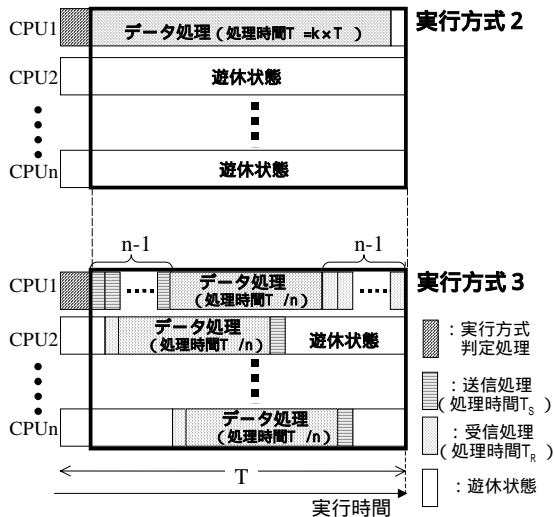 実行方式2
CPU1
データ処理(処理時間T =k×T )
CPU2
遊休状態
CPUn
遊休状態
n-1
n-1
実行方式3
CPU1
データ処理
(処理時間T /n)
CPU2
データ処理
(処理時間T /n)
遊休状態
CPUn
データ処理
(処理時間T /n)
T
実行時間
:実行方式
判定処理
:送信処理
(処理時間TS)
:受信処理
(処理時間TR)
:遊休状態